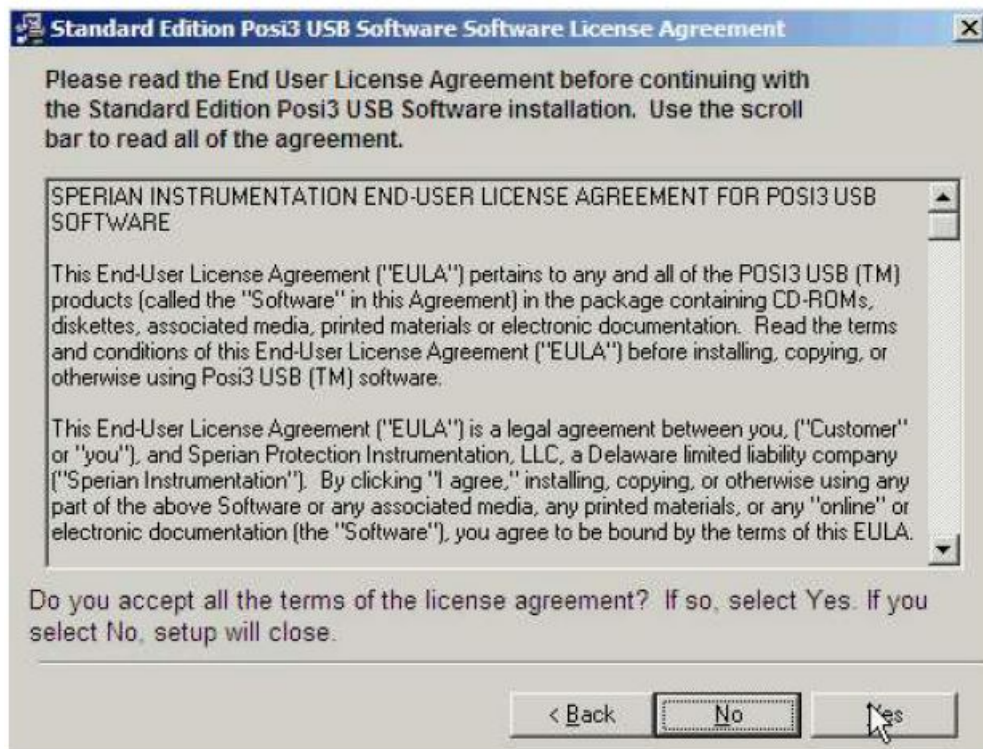 Standard Edition Posi3 USB Software Software License Agreement
Please read the End User License Agreement before continuing with
the Standard Edition Posi3 USB Software installation. Use the scroll
bar to read all of the agreement.
SPERIAN INSTRUMENTATION END-USER LICENSE AGREEMENT FOR POSI3 USB
SOFTWARE
This End-User License Agreement ("EULA") pertains to any and all of the POSI3 USB (TM)
products (called the "Software" in this Agreement) in the package containing CD-ROMs,
diskettes, associated media, printed materials or electronic documentation. Read the terms
and conditions of this End-User License Agreement ("EULA") before installing, copying, or
otherwise using Posi3 USB (TM) software.
This End-User License Agreement ("EULA") is a legal agreement between you, ("Customer"
or "you"), and Sperian Protection Instrumentation, LLC, a Delaware limited liability company
("Sperian Instrumentation"). By clicking "I agree," installing, copying, or otherwise using any
part of the above Software or any associated media, any printed materials, or any "online" or
electronic documentation (the "Software"), you agree to be bound by the terms of this EULA.
Do you accept all the terms of the license agreement? If so, select Yes. If you
select No, setup will close.
< Back No Yes